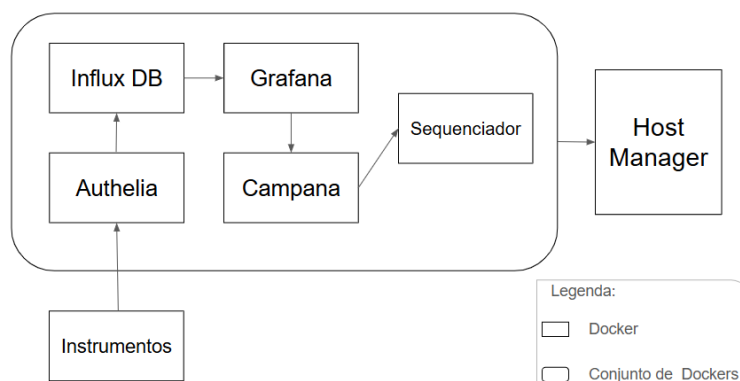 Influx DB
Grafana
Sequenciador
Host
Manager
Authelia
Campana
Instrumentos
Legenda:
Docker
Conjunto de Dockers